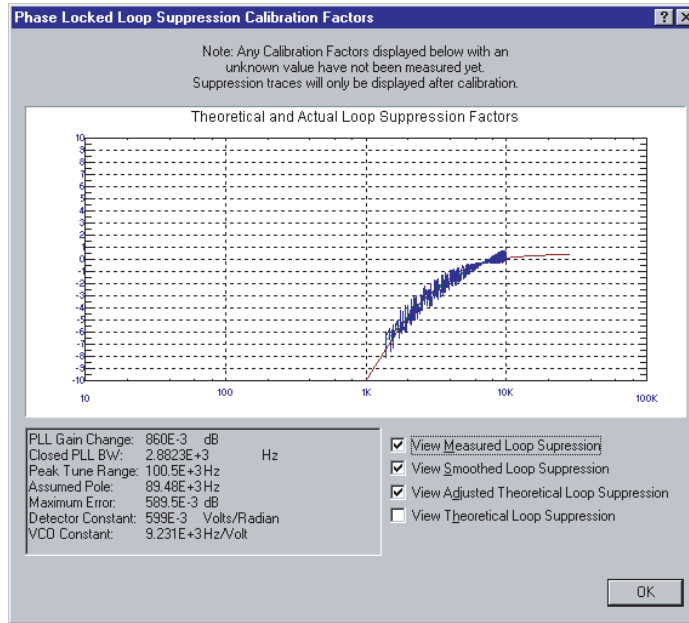 Phase Locked Loop Suppression Calibration Factors
Note: Any Calibration Factors displayed below with an
unknown value have not been measured yet.
Suppression traces will only be displayed after calibration.
Theoretical and Actual Loop Suppression Factors
10
9
8
7
6
5
4
3
2
1
0
-1
-2
-3
-4
-5
-6
-7
-8
-9
-10
10 100 1K 10K 100K
PLL Gain Change: 860E-3 dB
Closed PLL BW: 2.8823E+3 Hz
Peak Tune Range: 100.5E+3 Hz
Assumed Pole: 89.48E+3 Hz
Maximum Error: 589.5E-3 dB
Detector Constant: 599E-3 Volts/Radian
VCO Constant: 9.231E+3 Hz/Volt
View Measured Loop Supression
View Smoothed Loop Suppression
View Adjusted Theoretical Loop Suppression
View Theoretical Loop Suppression
OK